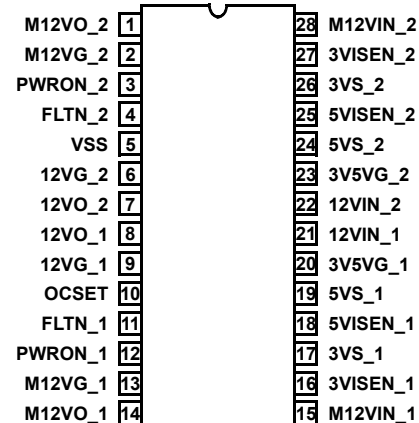 M12VO_2 1 28 M12VIN_2
M12VG_2 2 27 3VISEN_2
PWRON_2 3 26 3VS_2
FLTN_2 4 25 5VISEN_2
VSS 5 24 5VS_2
12VG_2 6 23 3V5VG_2
12VO_2 7 22 12VIN_2
12VO_1 8 21 12VIN_1
12VG_1 9 20 3V5VG_1
OCSET 10 19 5VS_1
FLTN_1 11 18 5VISEN_1
PWRON_1 12 17 3VS_1
M12VG_1 13 16 3VISEN_1
M12VO_1 14 15 M12VIN_1